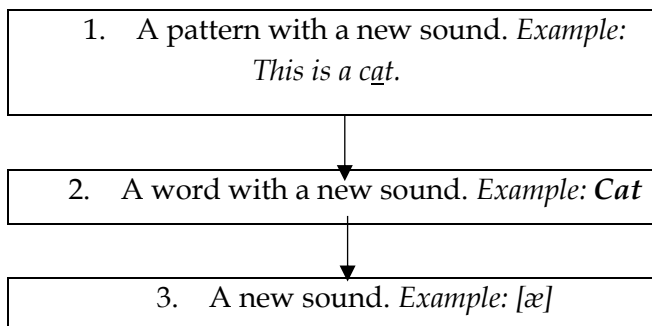 1. A pattern with a new sound. Example:
This is a cat.
2. A word with a new sound. Example: Cat
3. A new sound. Example: [æ]